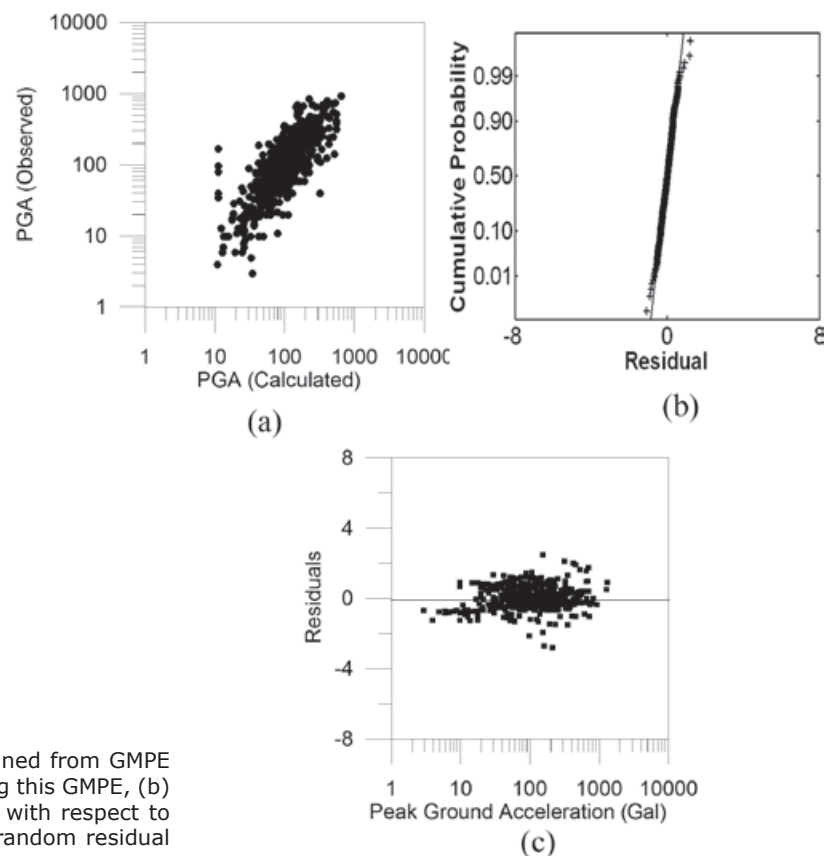 10000
1000
100
10
1
PGA (Observed)
1 10 100 1000 10000
PGA (Calculated)
(a)
Cumulative Probability
0.99
0.90
0.50
0.10
0.01
-8 0 8
Residual
(b)
8
4
0
-4
-8
Residuals
1 10 100 1000 10000
Peak Ground Acceleration (Gal)
(c)
ned from GMPE
g this GMPE, (b)
with respect to
random residual